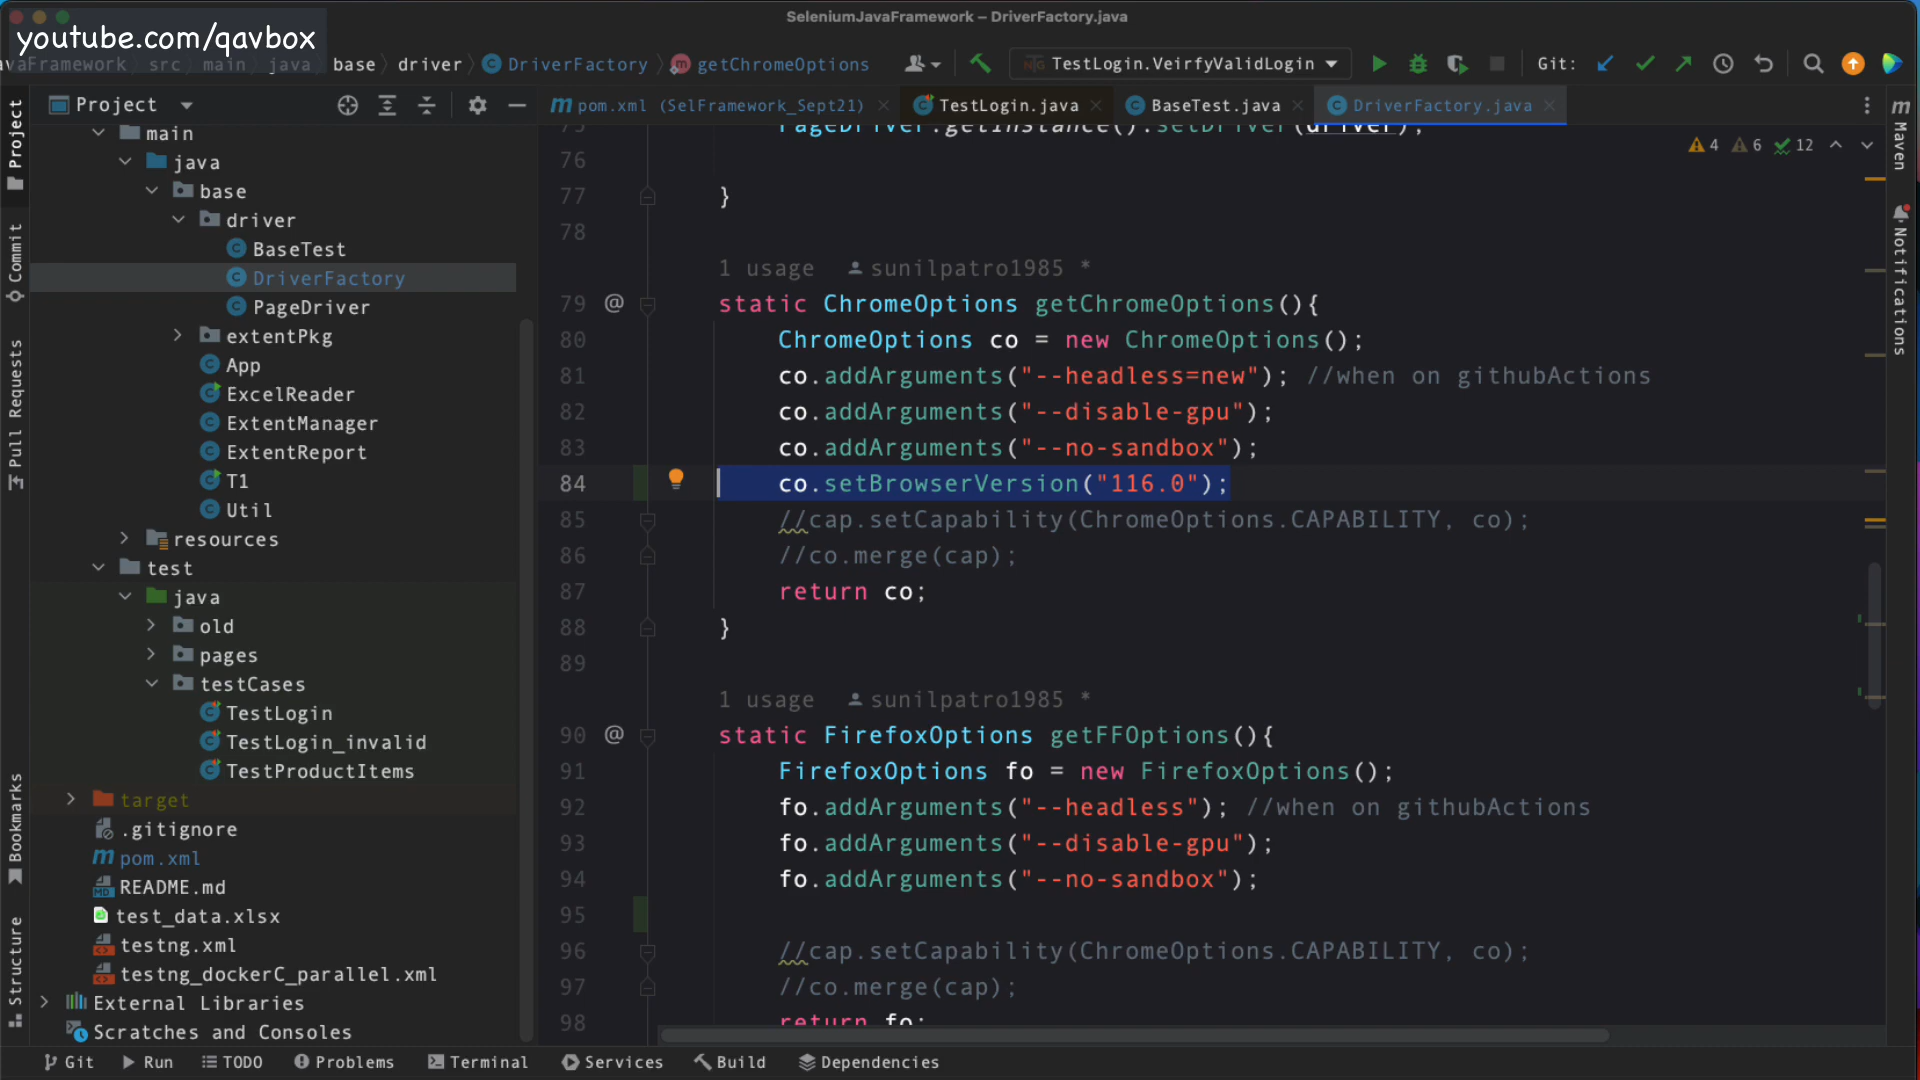 SeleniumJavaFramework – DriverFactory.java
youtube.com/qavbox
avaFramework src main java base driver DriverFactory getChromeOptions
TestLogin.VeirfyValidLogin
Git:
Project
pom.xml (SelFramework_Sept21)
TestLogin.java
BaseTest.java
DriverFactory.java
Project
Commit
Pull Requests
Bookmarks
Structure
main
java
base
driver
BaseTest
DriverFactory
PageDriver
extentPkg
App
ExcelReader
ExtentManager
ExtentReport
T1
Util
resources
test
java
old
pages
testCases
TestLogin
TestLogin_invalid
TestProductItems
target
.gitignore
pom.xml
README.md
test_data.xlsx
testng.xml
testng_dockerC_parallel.xml
External Libraries
Scratches and Consoles
4 6 12
75 PageDriver.getInstance().setDriver(driver);
76
77 }
78
1 usage sunilpatro1985 *
79 @ static ChromeOptions getChromeOptions(){
80 ChromeOptions co = new ChromeOptions();
81 co.addArguments("--headless=new"); //when on githubActions
82 co.addArguments("--disable-gpu");
83 co.addArguments("--no-sandbox");
84 co.setBrowserVersion("116.0");
85 //cap.setCapability(ChromeOptions.CAPABILITY, co);
86 //co.merge(cap);
87 return co;
88 }
89
1 usage sunilpatro1985 *
90 @ static FirefoxOptions getFFOptions(){
91 FirefoxOptions fo = new FirefoxOptions();
92 fo.addArguments("--headless"); //when on githubActions
93 fo.addArguments("--disable-gpu");
94 fo.addArguments("--no-sandbox");
95
96 //cap.setCapability(ChromeOptions.CAPABILITY, co);
97 //co.merge(cap);
98 return fo;
m
Maven
Notifications
Git
Run
TODO
Problems
Terminal
Services
Build
Dependencies